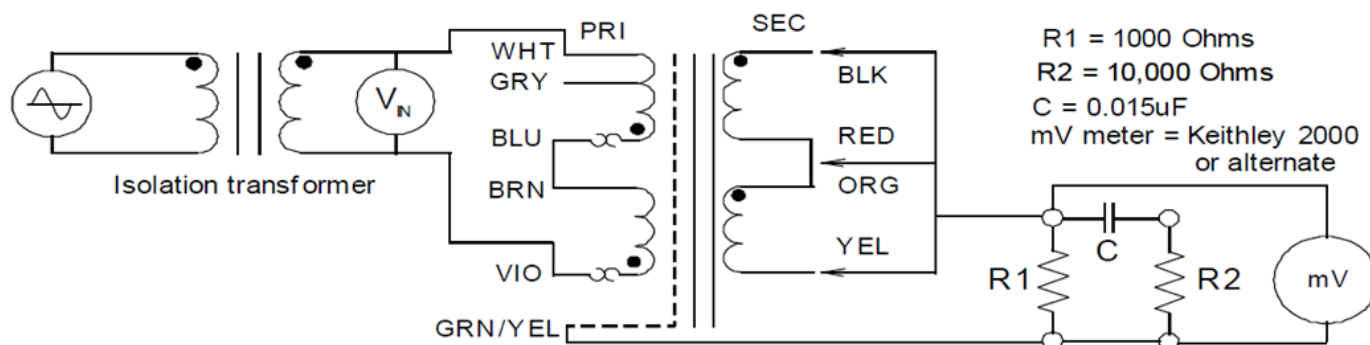 PRI
SEC
WHT
GRY
BLU
BRN
VIO
GRN/YEL
V IN
Isolation transformer
BLK
RED
ORG
YEL
R1 = 1000 Ohms
R2 = 10,000 Ohms
C = 0.015uF
mV meter = Keithley 2000
or alternate
C
R1
R2
mV